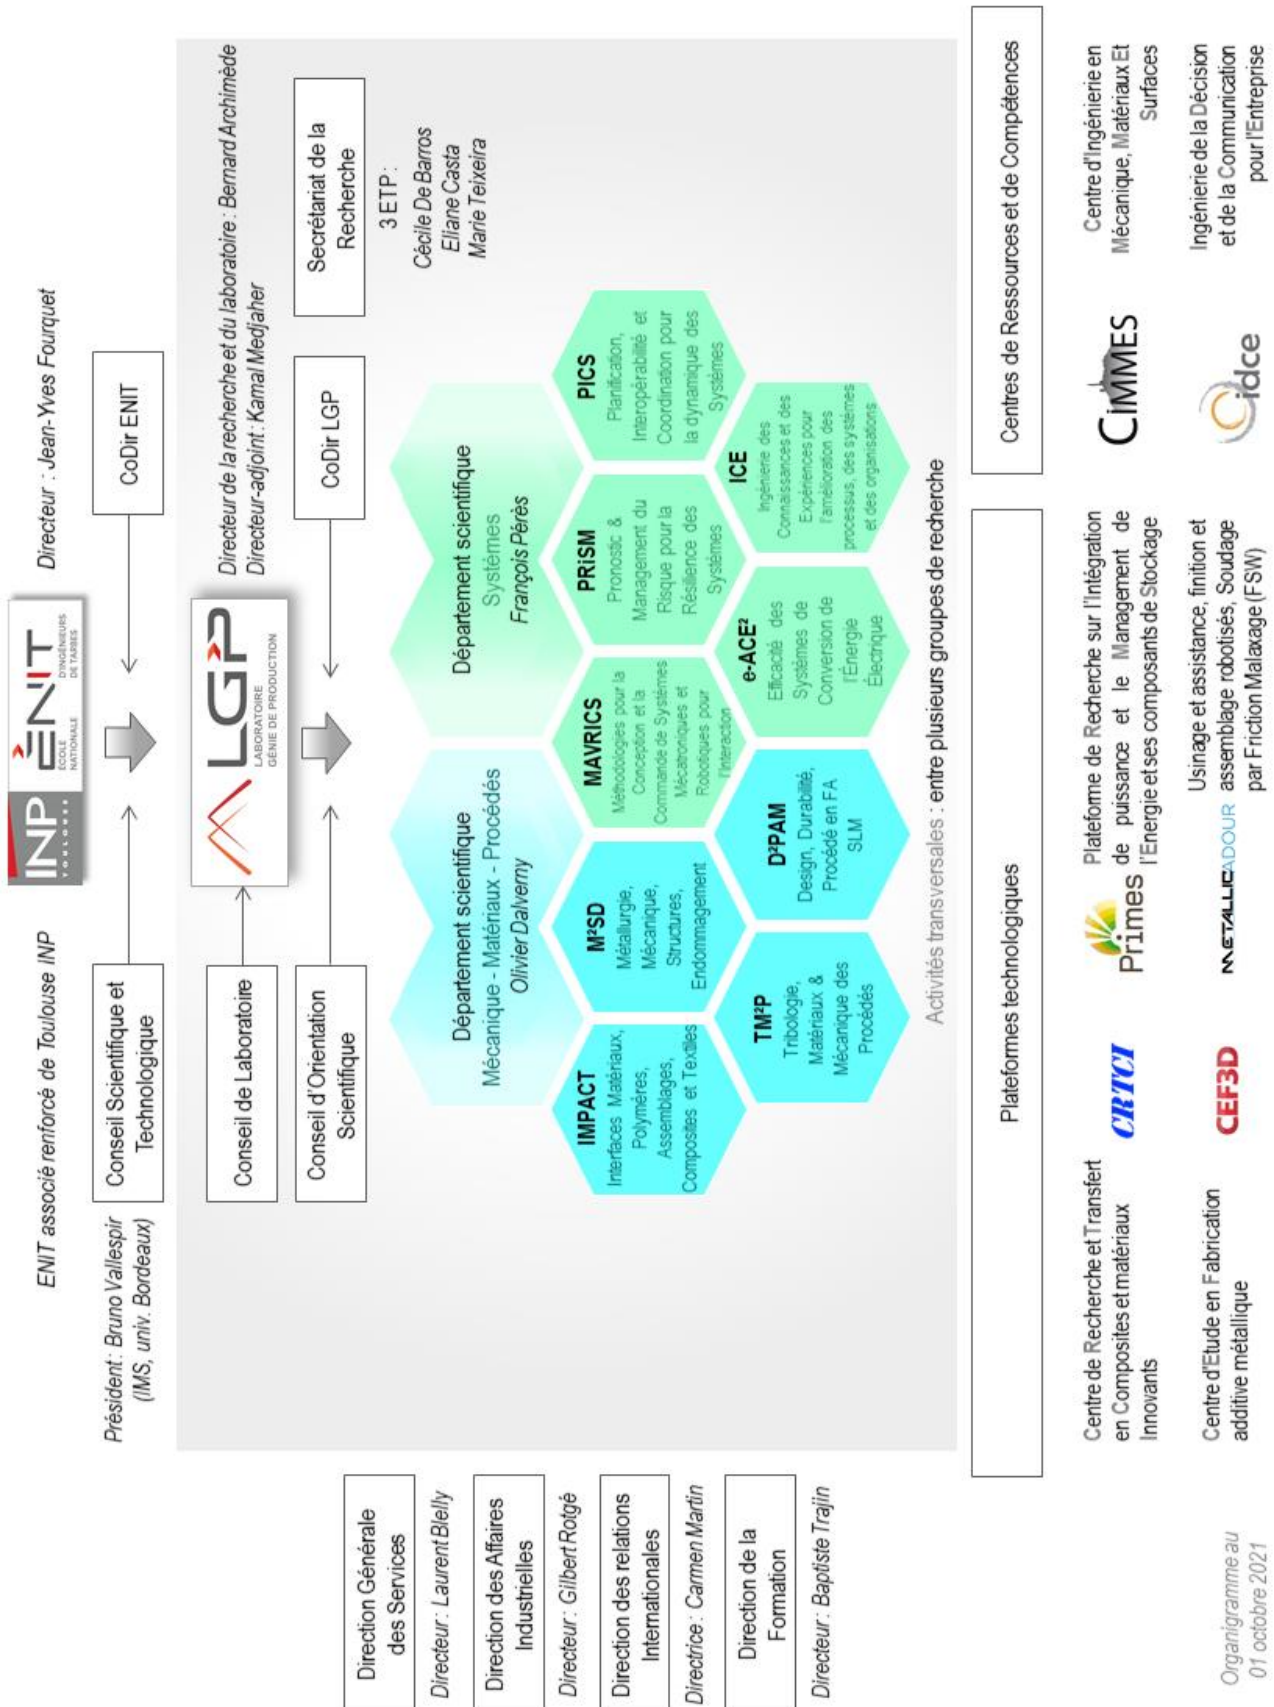 INP
TOULOUSE
ÉNIT
ÉCOLE
NATIONALE
D'INGÉNIEURS
DE TARBES
ENIT associé renforcé de Toulouse INP
Directeur : Jean-Yves Fourquet
Président : Bruno Vallespir
(IMS, univ. Bordeaux)
Conseil Scientifique et
Technologique
CoDir ENIT
LGP
LABORATOIRE
GÉNIE DE PRODUCTION
Directeur de la recherche et du laboratoire : Bernard Archimède
Directeur-adjoint : Kamal Medjaher
Conseil de Laboratoire
Conseil d'Orientation
Scientifique
CoDir LGP
Secrétariat de la
Recherche
3 ETP :
Cécile De Barros
Eliane Casta
Marie Teixeira
Direction Générale
des Services
Directeur : Laurent Blelly
Direction des Affaires
Industrielles
Directeur : Gilbert Rotgé
Direction des relations
Internationales
Directrice : Carmen Martin
Direction de la
Formation
Directeur : Baptiste Trajin
Département scientifique
Mécanique - Matériaux - Procédés
Olivier Dalverny
Département scientifique
Systèmes
François Pérès
IMPACT
Interfaces Matériaux,
Polymères,
Assemblages,
Composites et Textiles
M²SD
Métallurgie,
Mécanique,
Structures,
Endommagement
MAVRICS
Méthodologies pour la
Conception et la
Commande de Systèmes
Mécatroniques et
Robotiques pour
l'Interaction
PRiSM
Pronostic &
Management du
Risque pour la
Résilience des
Systèmes
PICS
Planification,
Interopérabilité et
Coordination pour
la dynamique des
Systèmes
TM²P
Tribologie,
Matériaux &
Mécanique des
Procédés
D²PAM
Design, Durabilité,
Procédé en FA
SLM
e-ACE²
Efficacité des
Systèmes de
Conversion de
l'Énergie
Électrique
ICE
Ingénierie des
Connaissances et des
Expériences pour
l'amélioration des
processus, des systèmes
et des organisations
Activités transversales : entre plusieurs groupes de recherche
Plateformes technologiques
Centres de Ressources et de Compétences
Centre de Recherche et Transfert
en Composites et matériaux
Innovants
CRTCI
Primes
Plateforme de Recherche sur l'Intégration
de puissance et le Management de
l'Energie et ses composants de Stockage
CiMMES
Centre d'Ingénierie en
Mécanique, Matériaux Et
Surfaces
Centre d'Etude en Fabrication
additive métallique
CEF3D
METALLICADOUR
Usinage et assistance, finition et
assemblage robotisés, Soudage
par Friction Malaxage (FSW)
idce
Ingénierie de la Décision
et de la Communication
pour l'Entreprise
Organigramme au
01 octobre 2021